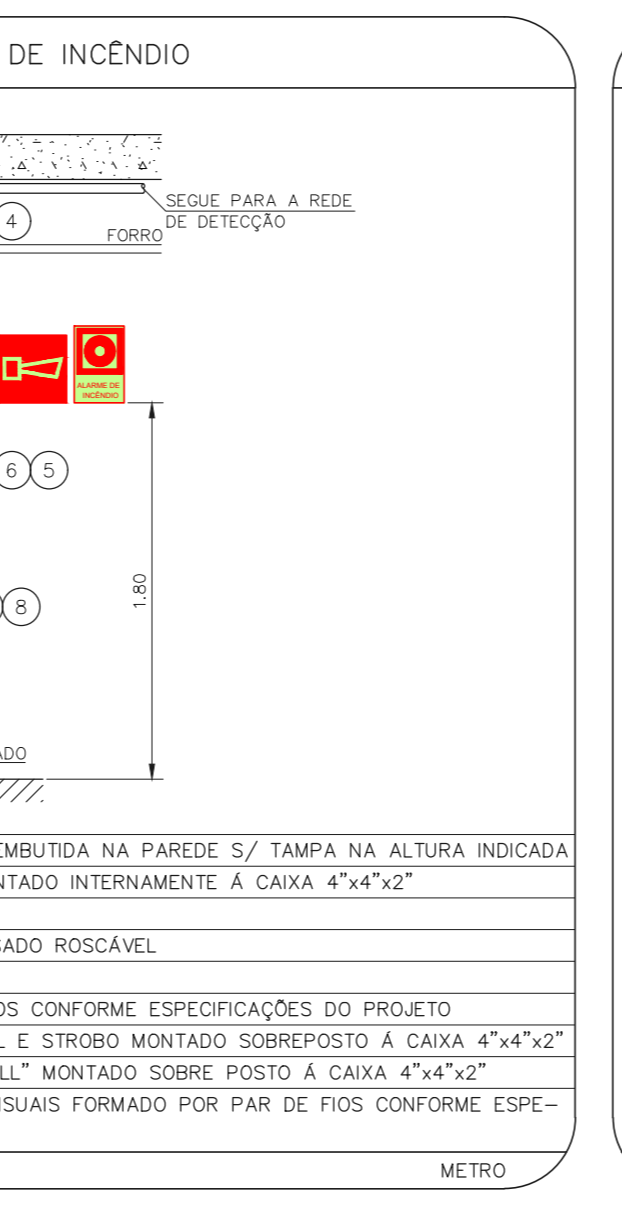 DE INCÊNDIO
SEGUE PARA A REDE
DE DETECÇÃO
4
FORRO
ALARME DE
INCÊNDIO
6 5
1.80
8
ADO
EMBUTIDA NA PAREDE S/ TAMPA NA ALTURA INDICADA
NTADO INTERNAMENTE Á CAIXA 4"x4"x2"
SADO ROSCÁVEL
OS CONFORME ESPECIFICAÇÕES DO PROJETO
L E STROBO MONTADO SOBREPOSTO Á CAIXA 4"x4"x2"
LL" MONTADO SOBRE POSTO Á CAIXA 4"x4"x2"
ISUAIS FORMADO POR PAR DE FIOS CONFORME ESPE–
METRO